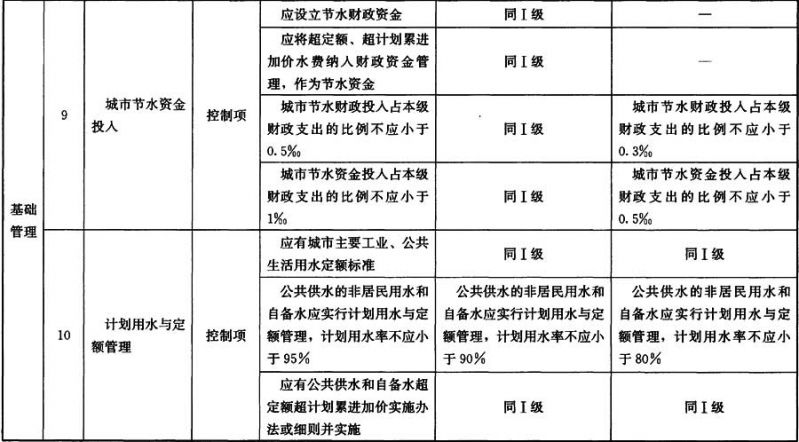 基础
管理
9
城市节水资金
投入
控制项
应设立节水财政资金
同Ⅰ级
—
应将超定额、超计划累进
加价水费纳入财政资金管
理，作为节水资金
同Ⅰ级
—
城市节水财政投入占本级
财政支出的比例不应小于
0.5‰
同Ⅰ级
城市节水财政投入占本级
财政支出的比例不应小于
0.3‰
城市节水资金投入占本级
财政支出的比例不应小于
1‰
同Ⅰ级
城市节水资金投入占本级
财政支出的比例不应小于
0.5‰
10
计划用水与定
额管理
控制项
应有城市主要工业、公共
生活用水定额标准
同Ⅰ级
同Ⅰ级
公共供水的非居民用水和
自备水应实行计划用水与定
额管理，计划用水率不应小
于95%
公共供水的非居民用水和
自备水应实行计划用水与定
额管理，计划用水率不应小
于90%
公共供水的非居民用水和
自备水应实行计划用水与定
额管理，计划用水率不应小
于80%
应有公共供水和自备水超
定额超计划累进加价实施办
法或细则并实施
同Ⅰ级
同Ⅰ级